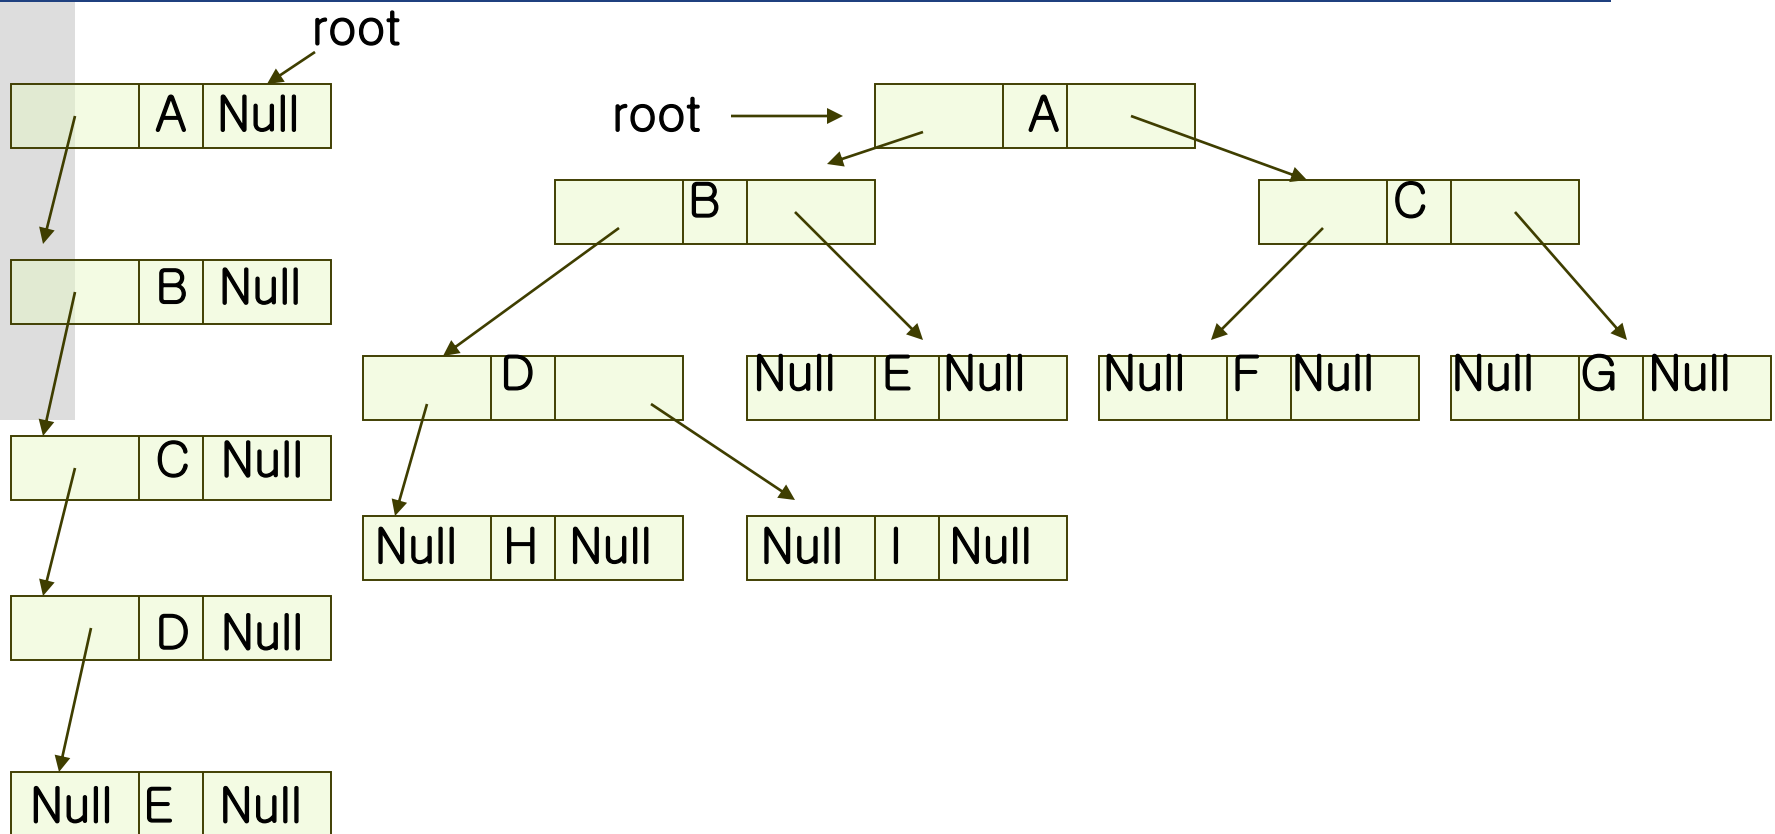 root
A Null
B Null
C Null
D Null
Null E Null
root
A
B
C
D
Null E Null
Null F Null
Null G Null
Null H Null
Null I Null